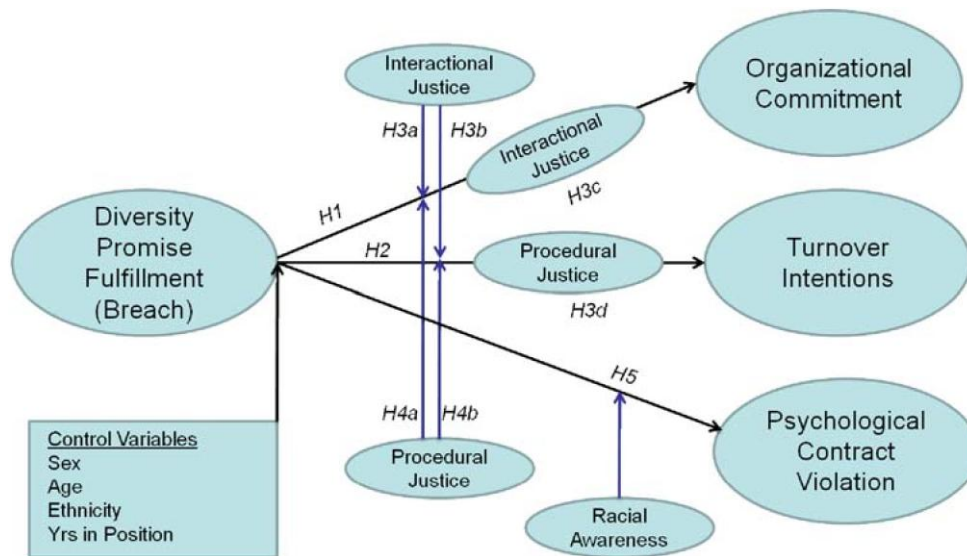 Interactional
Justice
Organizational
Commitment
H3a
H3b
Interactional
Justice
H3c
H1
Diversity
Promise
Fulfillment
(Breach)
H2
Procedural
Justice
H3d
Turnover
Intentions
H5
H4a
H4b
Procedural
Justice
Psychological
Contract
Violation
Racial
Awareness
Control Variables
Sex
Age
Ethnicity
Yrs in Position